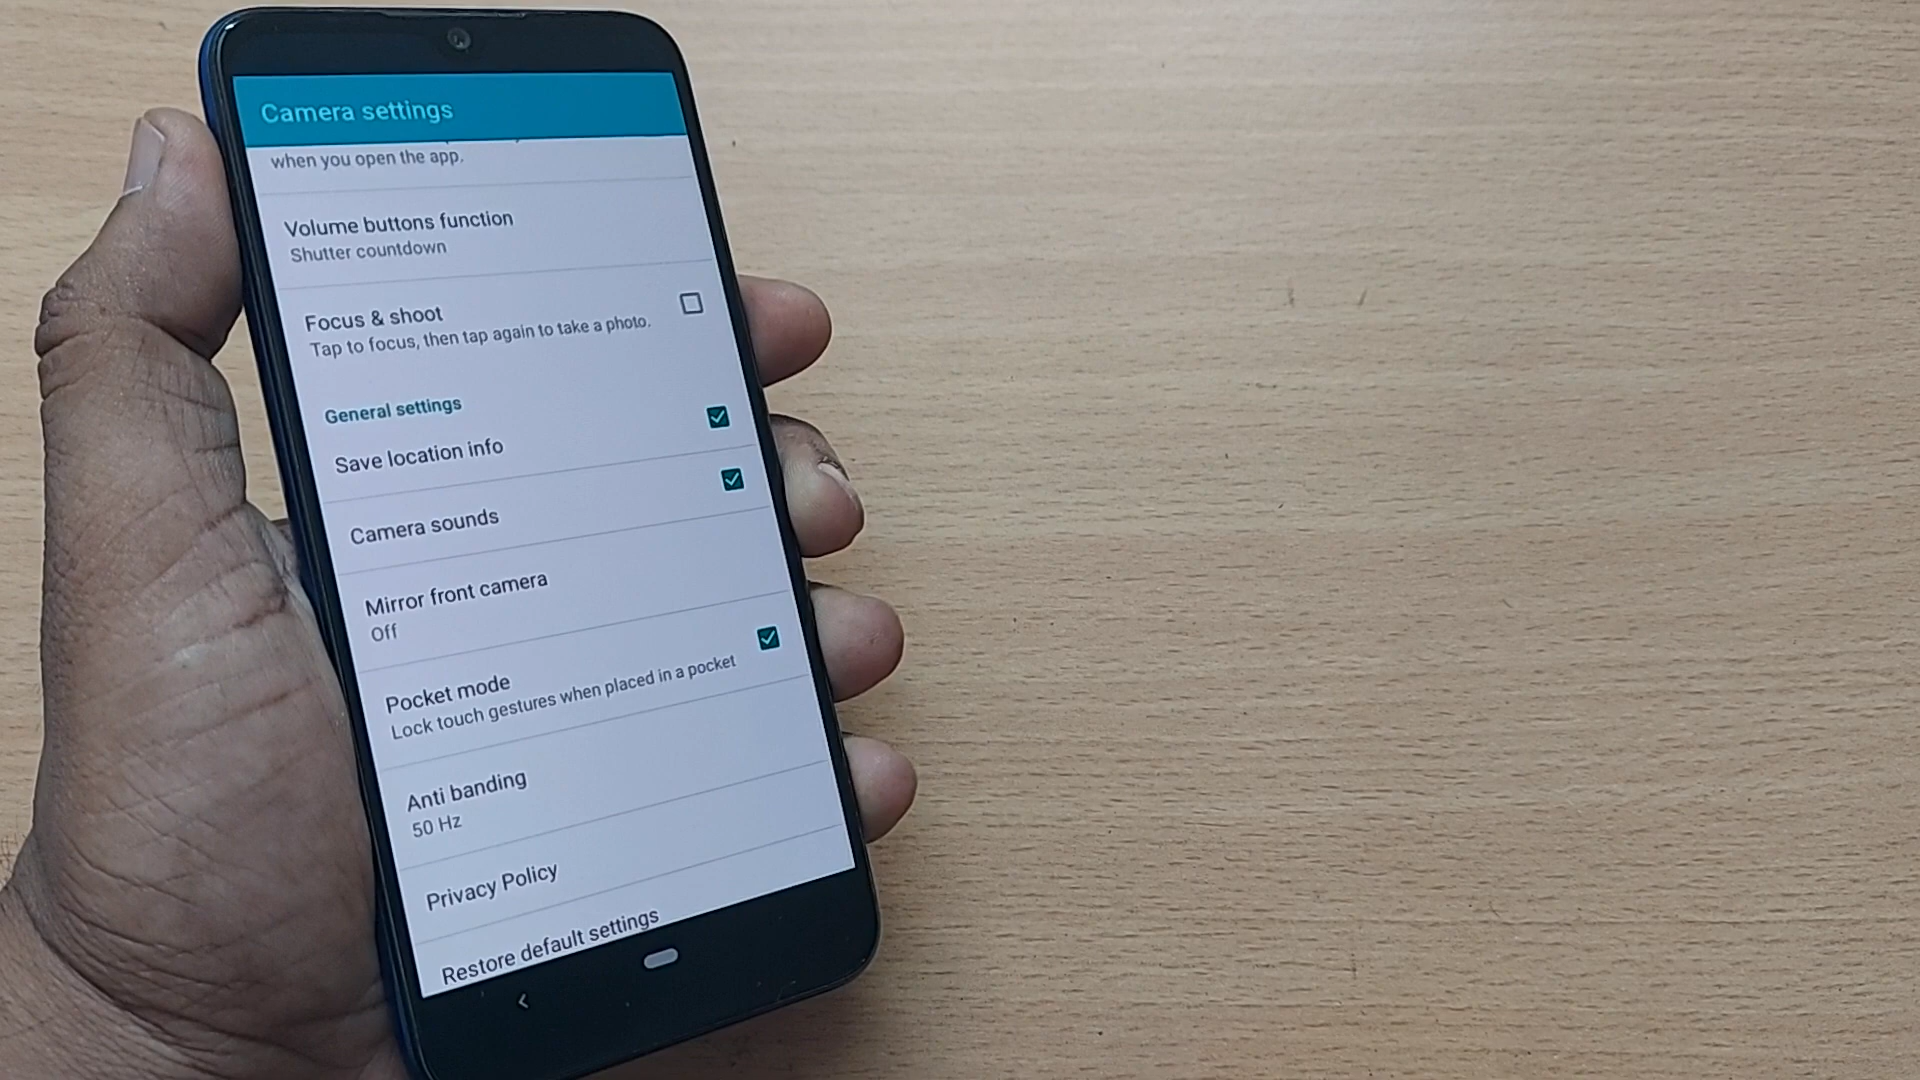 Camera settings
when you open the app.
Volume buttons function
Shutter countdown
Focus & shoot
Tap to focus, then tap again to take a photo.
General settings
Save location info
Camera sounds
Mirror front camera
Off
Pocket mode
Lock touch gestures when placed in a pocket
Anti banding
50 Hz
Privacy Policy
Restore default settings